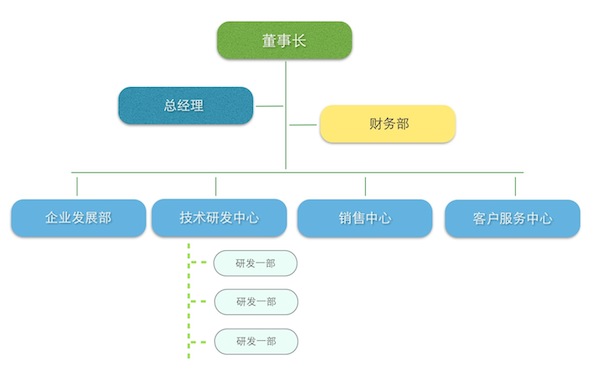 董事长
总经理
财务部
企业发展部
技术研发中心
销售中心
客户服务中心
研发一部
研发一部
研发一部